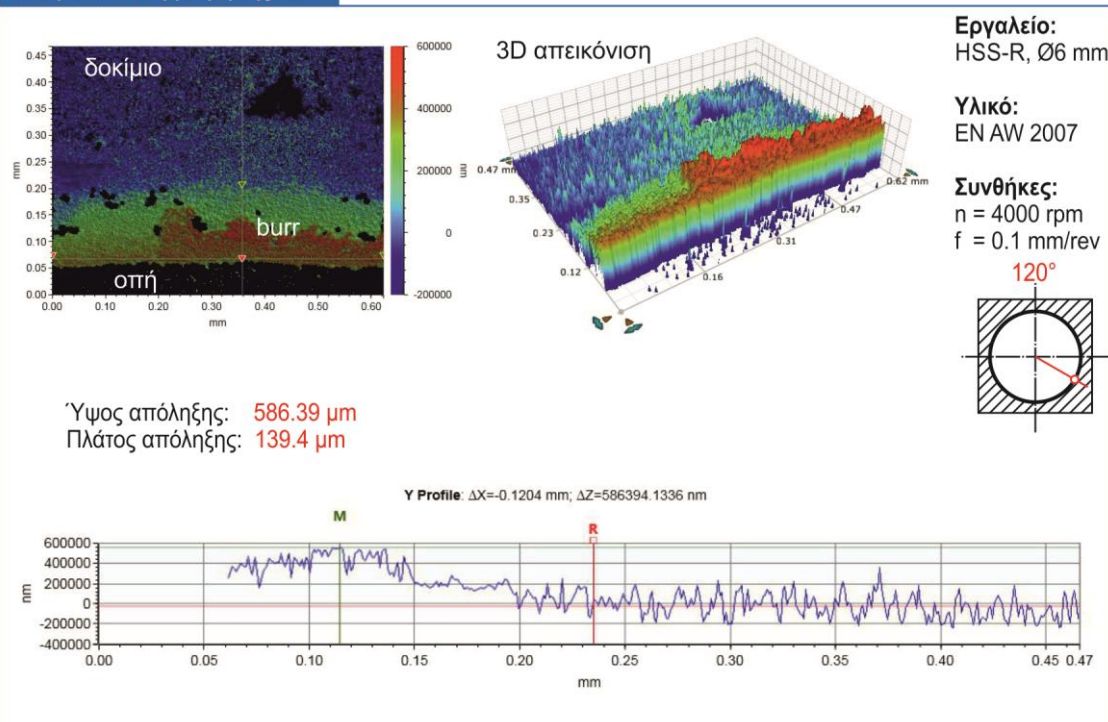 δοκίμιο
burr
οπή
0.45
0.40
0.35
0.30
0.25
0.20
0.15
0.10
0.05
0.00
mm
0.00 0.10 0.20 0.30 0.40 0.50 0.60
mm
600000
400000
200000
0
-200000
nm
3D απεικόνιση
0.47 mm
0.35
0.23
0.12
0.16
0.31
0.47
0.62 mm
Εργαλείο:
HSS-R, Ø6 mm
Υλικό:
EN AW 2007
Συνθήκες:
n = 4000 rpm
f = 0.1 mm/rev
120°
Ύψος απόληξης: 586.39 μm
Πλάτος απόληξης: 139.4 μm
Y Profile: ΔX=-0.1204 mm; ΔZ=586394.1336 nm
M
R
600000
400000
200000
0
-200000
-400000
nm
0.00 0.05 0.10 0.15 0.20 0.25 0.30 0.35 0.40 0.45 0.47
mm